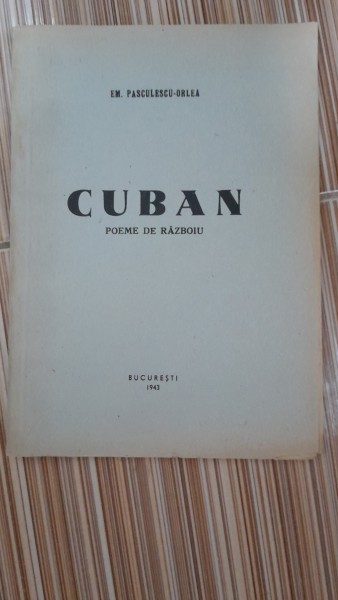 EM. PASCULESCU-ORLEA
CUBAN
POEME DE RĂZBOIU
BUCUREȘTI
1943